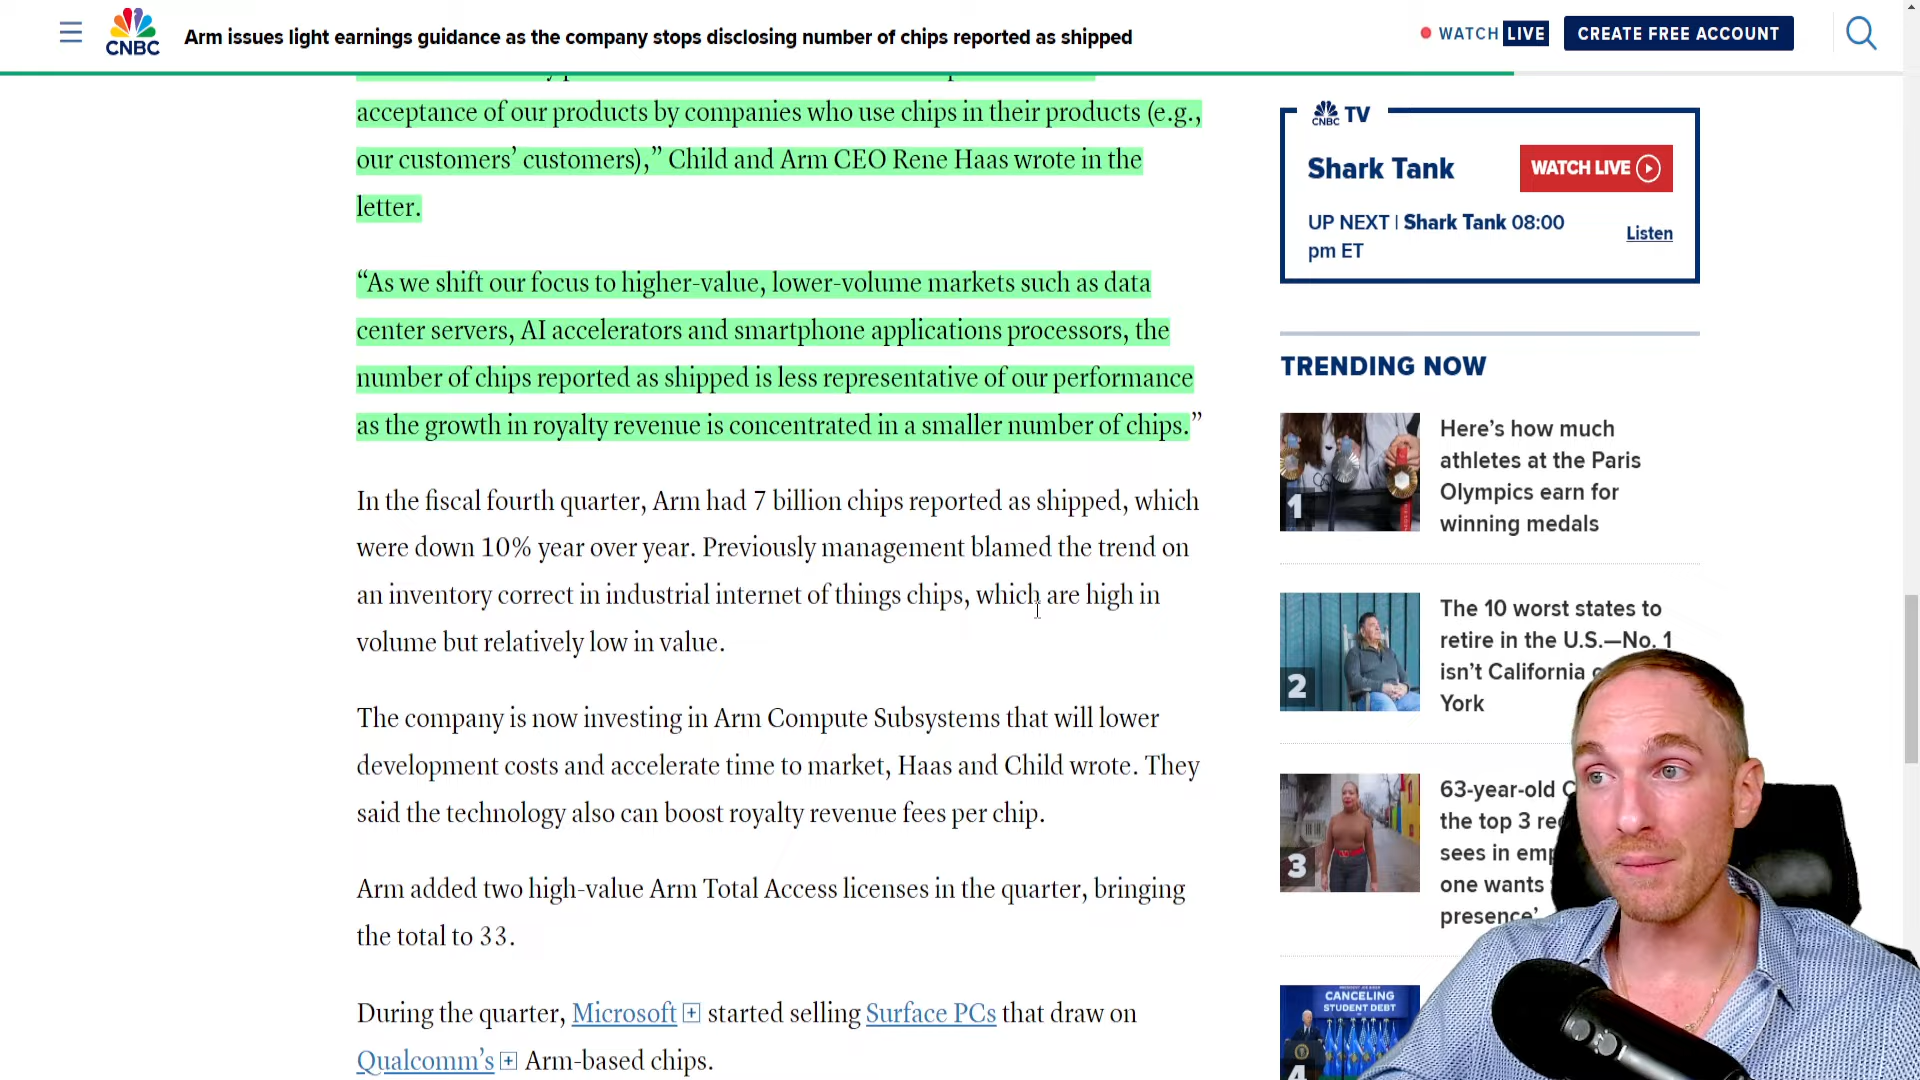 CNBC
Arm issues light earnings guidance as the company stops disclosing number of chips reported as shipped
WATCH LIVE
CREATE FREE ACCOUNT
acceptance of our products by companies who use chips in their products (e.g.,
our customers’ customers),” Child and Arm CEO Rene Haas wrote in the
letter.
“As we shift our focus to higher-value, lower-volume markets such as data
center servers, AI accelerators and smartphone applications processors, the
number of chips reported as shipped is less representative of our performance
as the growth in royalty revenue is concentrated in a smaller number of chips.”
In the fiscal fourth quarter, Arm had 7 billion chips reported as shipped, which
were down 10% year over year. Previously management blamed the trend on
an inventory correct in industrial internet of things chips, which are high in
volume but relatively low in value.
The company is now investing in Arm Compute Subsystems that will lower
development costs and accelerate time to market, Haas and Child wrote. They
said the technology also can boost royalty revenue fees per chip.
Arm added two high-value Arm Total Access licenses in the quarter, bringing
the total to 33.
During the quarter, Microsoft started selling Surface PCs that draw on
Qualcomm’s Arm-based chips.
CNBC TV
Shark Tank
WATCH LIVE
UP NEXT | Shark Tank 08:00
pm ET
Listen
TRENDING NOW
1
Here’s how much
athletes at the Paris
Olympics earn for
winning medals
2
The 10 worst states to
retire in the U.S.—No. 1
isn’t California
York
3
63-year-old
the top 3
sees in
one wants
presence’
CANCELING
STUDENT DEBT
4